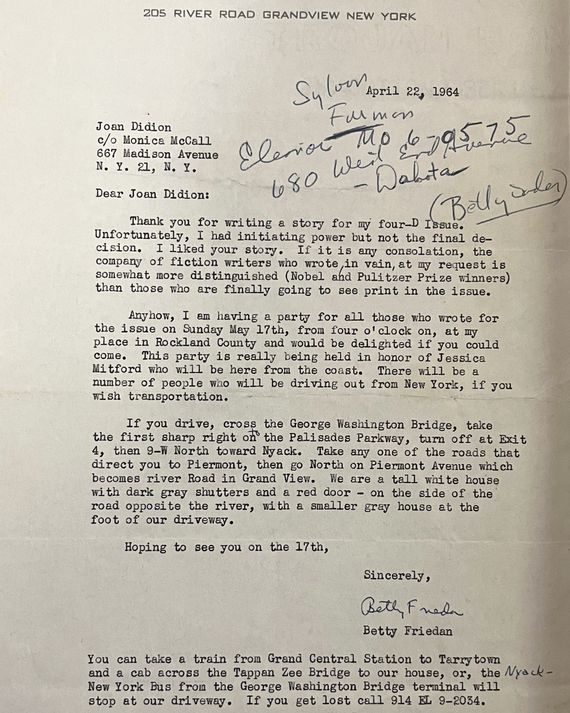 205 RIVER ROAD GRANDVIEW NEW YORK
April 22, 1964
Furman
Eleanor MO 6-0575
680 West End Avenue
- Dakota
(Betty
Joan Didion
c/o Monica McCall
667 Madison Avenue
N. Y. 21, N. Y.
Dear Joan Didion:
Thank you for writing a story for my four-D Issue.
Unfortunately, I had initiating power but not the final de-
cision. I liked your story. If it is any consolation, the
company of fiction writers who wrote,in vain,at my request is
somewhat more distinguished (Nobel and Pulitzer Prize winners)
than those who are finally going to see print in the issue.
Anyhow, I am having a party for all those who wrote for
the issue on Sunday May 17th, from four o'clock on, at my
place in Rockland County and would be delighted if you could
come. This party is really being held in honor of Jessica
Mitford who will be here from the coast. There will be a
number of people who will be driving out from New York, if you
wish transportation.
If you drive, cross the George Washington Bridge, take
the first sharp right on the Palisades Parkway, turn off at Exit
4, then 9-W North toward Nyack. Take any one of the roads that
direct you to Piermont, then go North on Piermont Avenue which
becomes river Road in Grand View. We are a tall white house
with dark gray shutters and a red door - on the side of the
road opposite the river, with a smaller gray house at the
foot of our driveway.
Hoping to see you on the 17th,
Sincerely,
Betty Friedan
Betty Friedan
You can take a train from Grand Central Station to Tarrytown
and a cab across the Tappan Zee Bridge to our house, or, the Nyack-
New York Bus from the George Washington Bridge terminal will
stop at our driveway. If you get lost call 914 EL 9-2034.